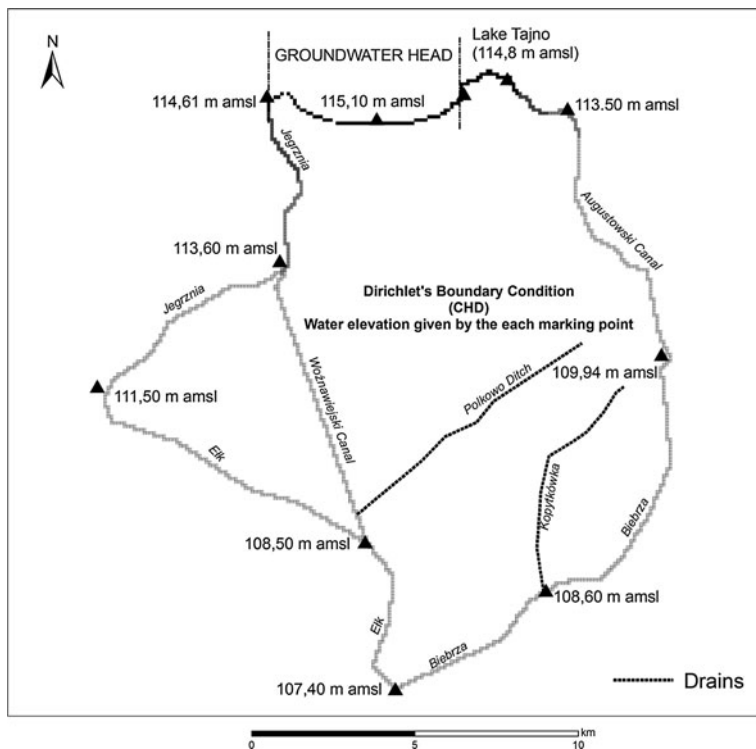 N
GROUNDWATER HEAD
Lake Tajno
(114,8 m amsl)
114,61 m amsl
115,10 m amsl
113.50 m amsl
Jegrznia
Augustowski Canal
113,60 m amsl
Jegrznia
Dirichlet's Boundary Condition
(CHD)
Water elevation given by the each marking point
Woźnawiejski Canal
Polkowo Ditch
109,94 m amsl
111,50 m amsl
Ełk
Kopytkówka
Biebrza
108,50 m amsl
108,60 m amsl
Ełk
Biebrza
107,40 m amsl
Drains
km
0
5
10